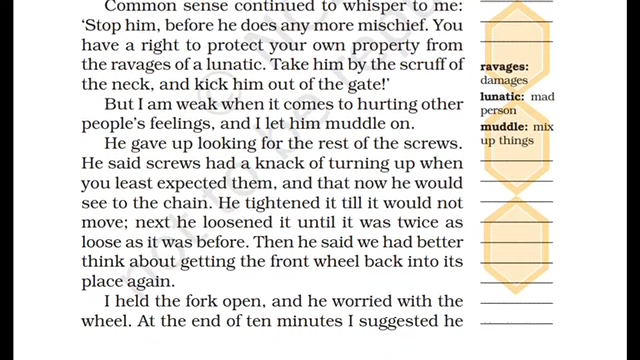 Common sense continued to whisper to me:
‘Stop him, before he does any more mischief. You
have a right to protect your own property from
the ravages of a lunatic. Take him by the scruff of
the neck, and kick him out of the gate!’
But I am weak when it comes to hurting other
people’s feelings, and I let him muddle on.
He gave up looking for the rest of the screws.
He said screws had a knack of turning up when
you least expected them, and that now he would
see to the chain. He tightened it till it would not
move; next he loosened it until it was twice as
loose as it was before. Then he said we had better
think about getting the front wheel back into its
place again.
I held the fork open, and he worried with the
wheel. At the end of ten minutes I suggested he
ravages:
damages
lunatic: mad
person
muddle: mix
up things
not to be